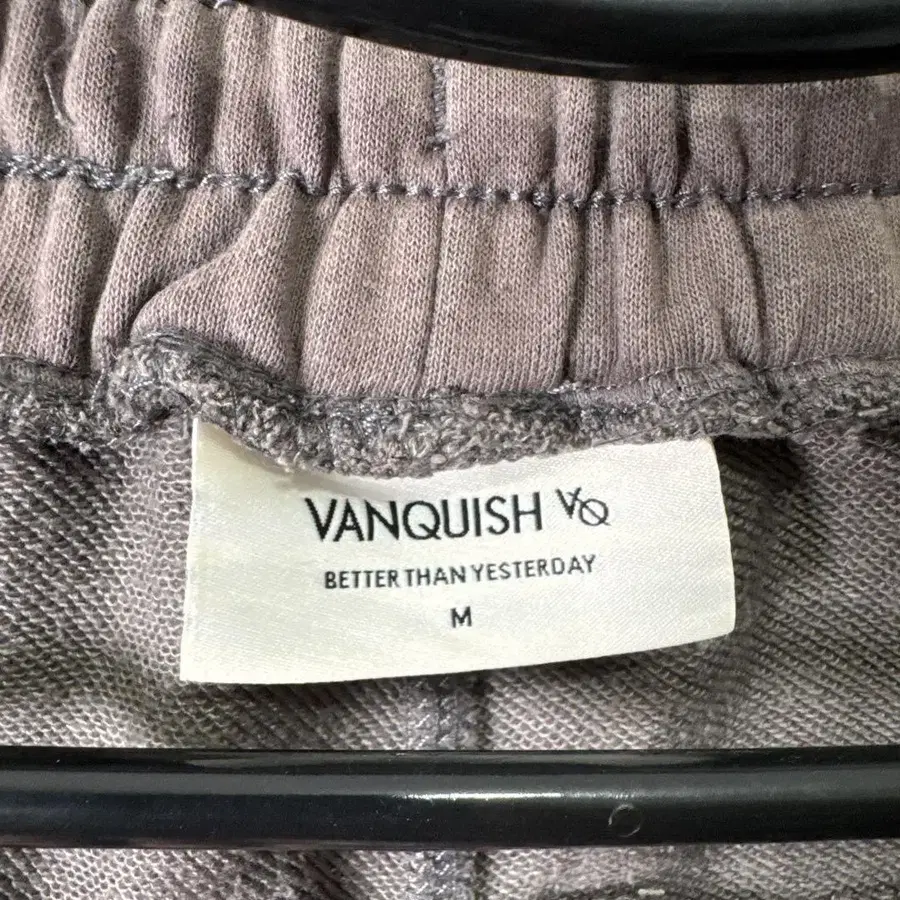 VANQUISH VQ
BETTER THAN YESTERDAY
M